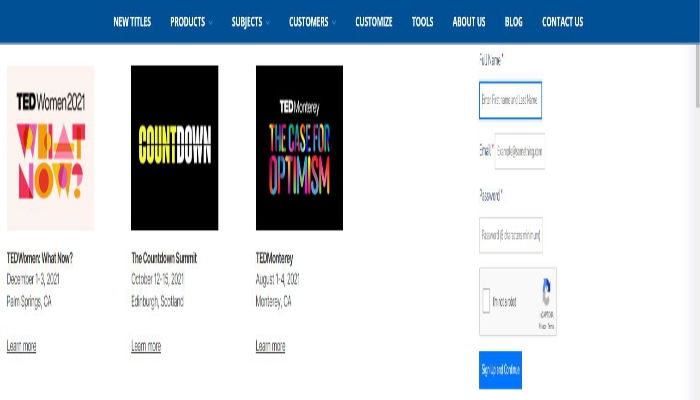 NEW TITLES PRODUCTS SUBJECTS CUSTOMERS CUSTOMIZE TOOLS ABOUT US BLOG CONTACT US
TEDWomen2021
WHAT
NOW?
COUNTDOWN
TEDMonterey
THE CASE FOR
OPTIMISM
TEDWomen: What Now?
December 1-3, 2021
Palm Springs, CA
Learn more
The Countdown Summit
October 12-15, 2021
Edinburgh, Scotland
Learn more
TEDMonterey
August 1-4, 2021
Monterey, CA
Learn more
Full Name *
Enter First name and Last Name
Email *
Example@something.com
Password *
Password (6 characters minimum)
I'm not a robot
reCAPTCHA
Privacy - Terms
Sign Up and Continue